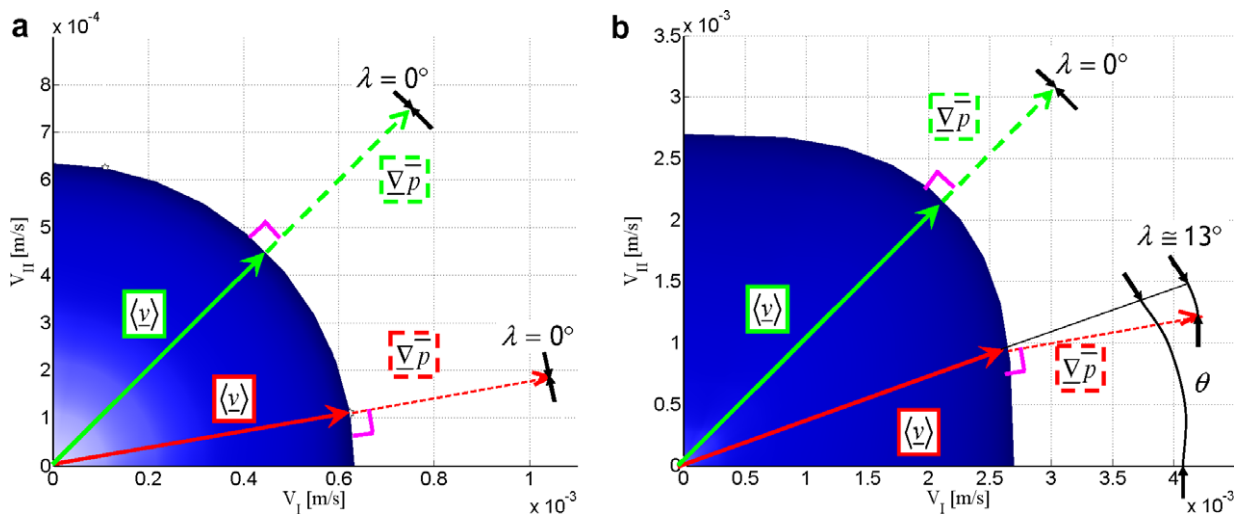 a
x 10⁻⁴
8
7
6
5
4
3
2
1
0
V_II [m/s]
λ = 0°
∇p̅
⟨v⟩
λ = 0°
∇p̅
⟨v⟩
0
0.2
0.4
0.6
0.8
1
V_I [m/s]
x 10⁻³
b
x 10⁻³
3.5
3
2.5
2
1.5
1
0.5
0
V_II [m/s]
λ = 0°
∇p̅
⟨v⟩
λ ≅ 13°
∇p̅
θ
⟨v⟩
0
0.5
1
1.5
2
2.5
3
3.5
4
V_I [m/s]
x 10⁻³